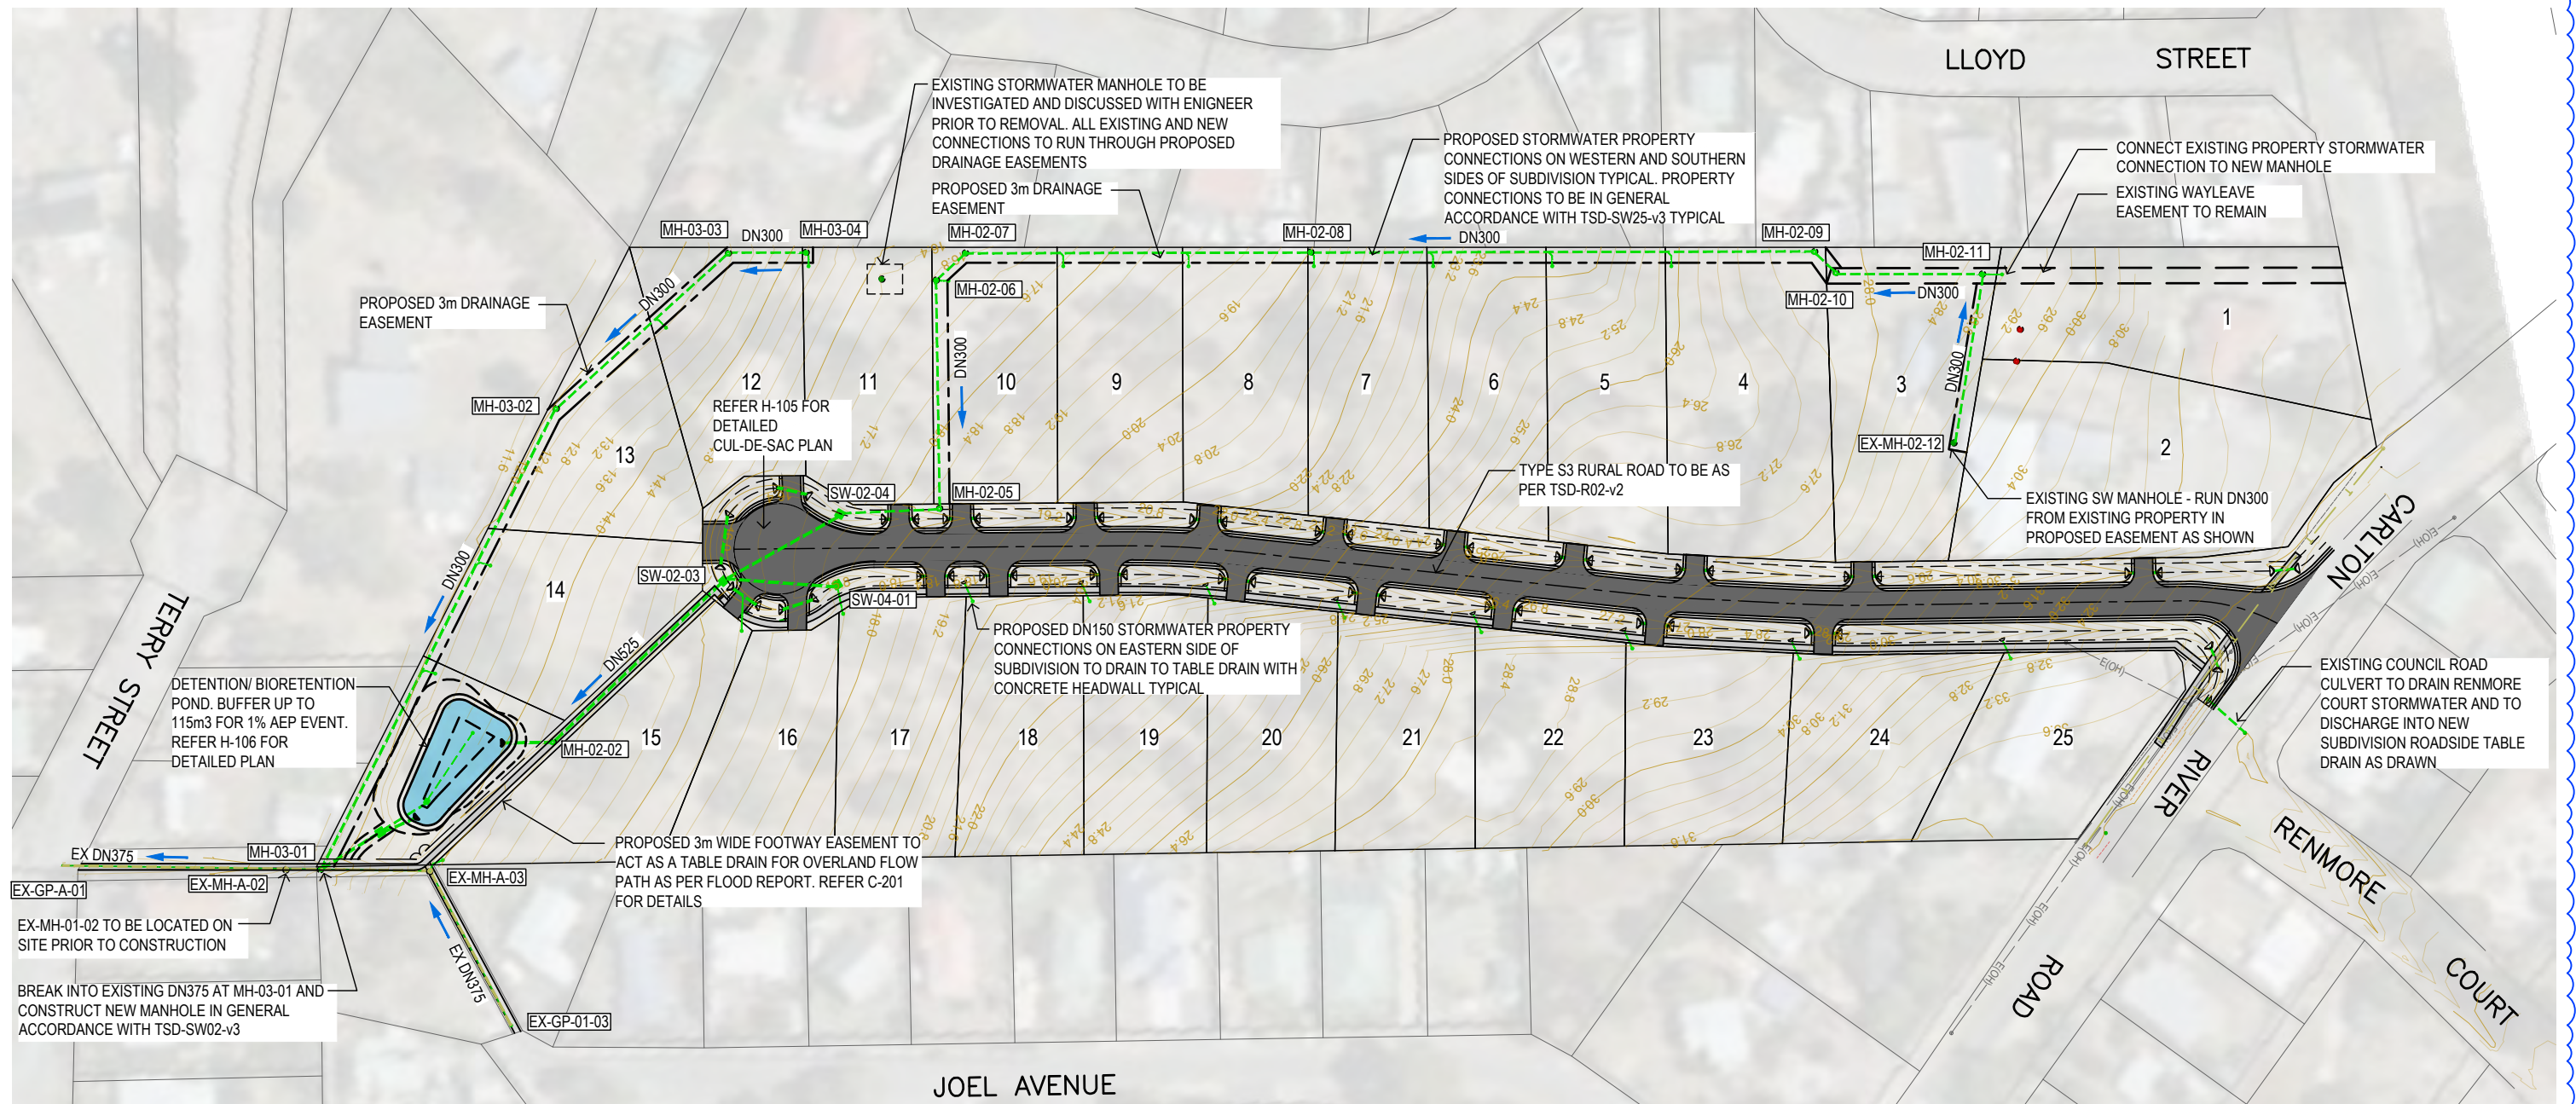 LLOYD STREET
EXISTING STORMWATER MANHOLE TO BE
INVESTIGATED AND DISCUSSED WITH ENIGNEER
PRIOR TO REMOVAL. ALL EXISTING AND NEW
CONNECTIONS TO RUN THROUGH PROPOSED
DRAINAGE EASEMENTS
PROPOSED 3m DRAINAGE
EASEMENT
PROPOSED STORMWATER PROPERTY
CONNECTIONS ON WESTERN AND SOUTHERN
SIDES OF SUBDIVISION TYPICAL. PROPERTY
CONNECTIONS TO BE IN GENERAL
ACCORDANCE WITH TSD-SW25-v3 TYPICAL
CONNECT EXISTING PROPERTY STORMWATER
CONNECTION TO NEW MANHOLE
EXISTING WAYLEAVE
EASEMENT TO REMAIN
MH-03-03
DN300
MH-03-04
MH-02-07
MH-02-08
DN300
MH-02-09
MH-02-11
MH-02-06
MH-02-10
DN300
PROPOSED 3m DRAINAGE
EASEMENT
DN300
DN300
DN300
MH-03-02
EX-MH-02-12
1
2
3
4
5
6
7
8
9
10
11
12
13
14
REFER H-105 FOR
DETAILED
CUL-DE-SAC PLAN
SW-02-04
MH-02-05
TYPE S3 RURAL ROAD TO BE AS
PER TSD-R02-v2
EXISTING SW MANHOLE - RUN DN300
FROM EXISTING PROPERTY IN
PROPOSED EASEMENT AS SHOWN
CARLTON
RIVER
ROAD
SW-02-03
SW-04-01
DN300
DN525
TERRY STREET
PROPOSED DN150 STORMWATER PROPERTY
CONNECTIONS ON EASTERN SIDE OF
SUBDIVISION TO DRAIN TO TABLE DRAIN WITH
CONCRETE HEADWALL TYPICAL
EXISTING COUNCIL ROAD
CULVERT TO DRAIN RENMORE
COURT STORMWATER AND TO
DISCHARGE INTO NEW
SUBDIVISION ROADSIDE TABLE
DRAIN AS DRAWN
DETENTION/ BIORETENTION
POND. BUFFER UP TO
115m3 FOR 1% AEP EVENT.
REFER H-106 FOR
DETAILED PLAN
MH-02-02
15
16
17
18
19
20
21
22
23
24
25
PROPOSED 3m WIDE FOOTWAY EASEMENT TO
ACT AS A TABLE DRAIN FOR OVERLAND FLOW
PATH AS PER FLOOD REPORT. REFER C-201
FOR DETAILS
EX DN375
MH-03-01
EX-GP-A-01
EX-MH-A-02
EX-MH-A-03
EX-MH-01-02 TO BE LOCATED ON
SITE PRIOR TO CONSTRUCTION
EX DN375
BREAK INTO EXISTING DN375 AT MH-03-01 AND
CONSTRUCT NEW MANHOLE IN GENERAL
ACCORDANCE WITH TSD-SW02-v3
EX-GP-01-03
RENMORE
COURT
JOEL AVENUE